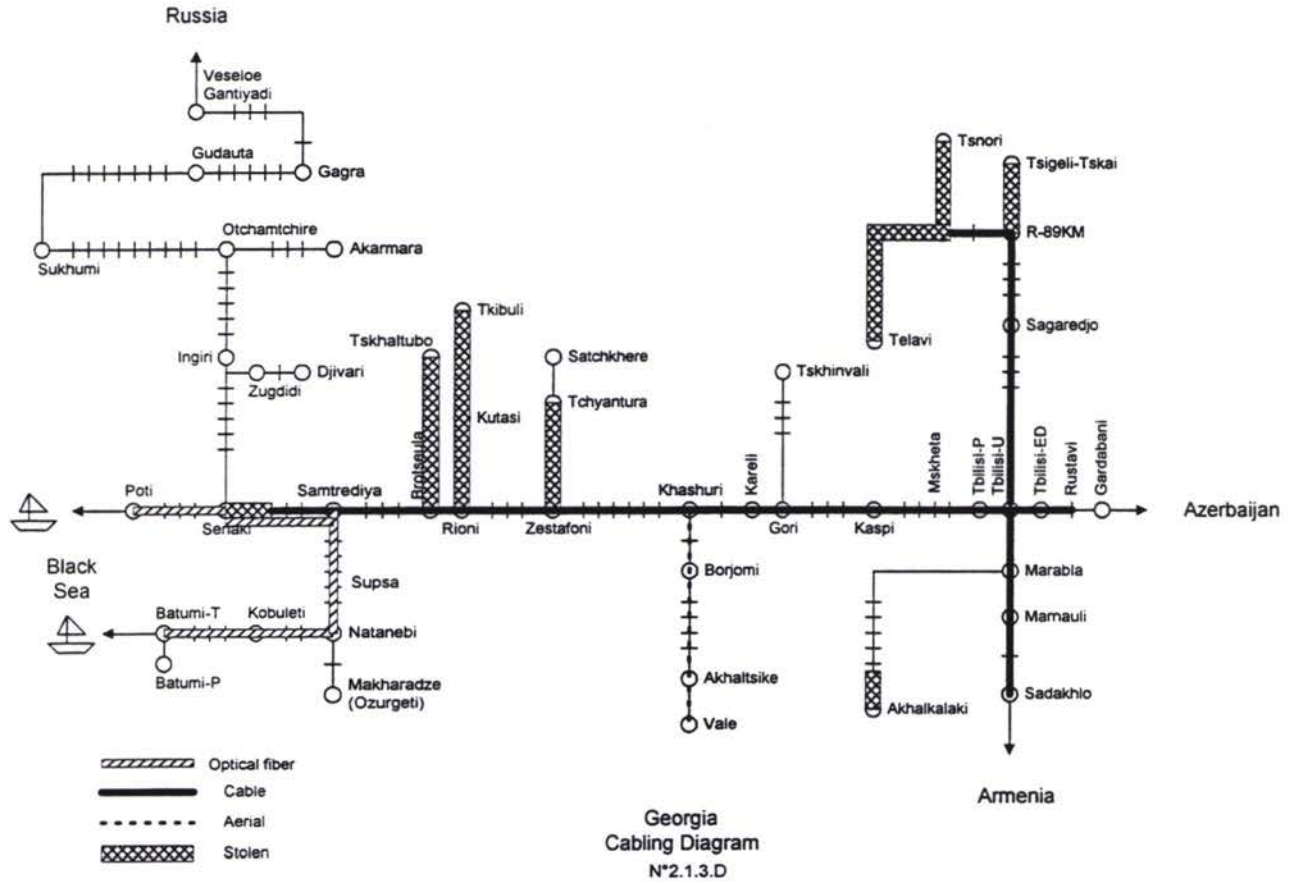 Russia
Veseloe
Gantiyadi
Gudauta
Gagra
Otchamtchire
Akarmara
Sukhumi
Tsnori
Tsigeli-Tskai
R-89KM
Telavi
Sagaredjo
Tkibuli
Tskhaltubo
Satchkhere
Ingiri
Djivari
Zugdidi
Tskhinvali
Tchyantura
Kutasi
Brotseula
Mskheta
Tbilisi-P
Tbilisi-U
Tbilisi-ED
Rustavi
Gardabani
Poti
Samtrediya
Khashuri
Kareli
Azerbaijan
Senaki
Rioni
Zestafoni
Gori
Kaspi
Black
Sea
Supsa
Borjomi
Marabla
Batumi-T
Kobuleti
Natanebi
Marnauli
Batumi-P
Makharadze
(Ozurgeti)
Akhaltsike
Vale
Akhalkalaki
Sadakhlo
Optical fiber
Cable
Aerial
Stolen
Armenia
Georgia
Cabling Diagram
N°2.1.3.D